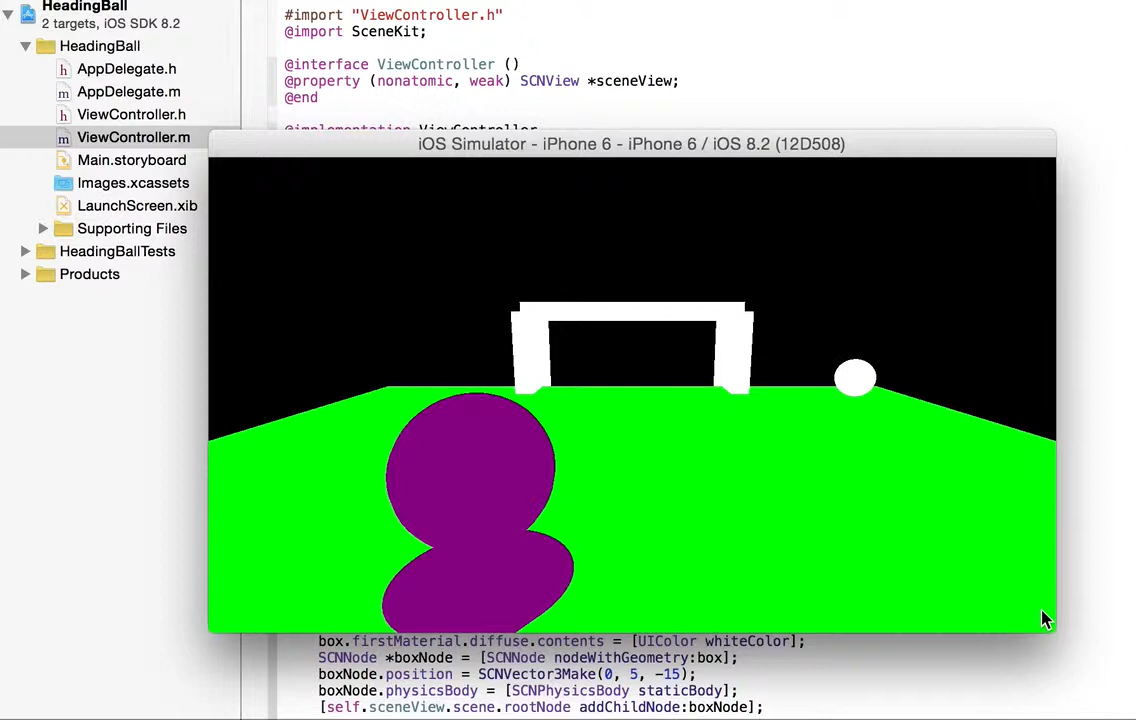 HeadingBall
2 targets, iOS SDK 8.2
HeadingBall
h AppDelegate.h
m AppDelegate.m
h ViewController.h
m ViewController.m
Main.storyboard
Images.xcassets
LaunchScreen.xib
Supporting Files
HeadingBallTests
Products
#import "ViewController.h"
@import SceneKit;
@interface ViewController ()
@property (nonatomic, weak) SCNView *sceneView;
@end
@implementation ViewController
iOS Simulator - iPhone 6 - iPhone 6 / iOS 8.2 (12D508)
box.firstMaterial.diffuse.contents = [UIColor whiteColor];
SCNNode *boxNode = [SCNNode nodeWithGeometry:box];
boxNode.position = SCNVector3Make(0, 5, -15);
boxNode.physicsBody = [SCNPhysicsBody staticBody];
[self.sceneView.scene.rootNode addChildNode:boxNode];